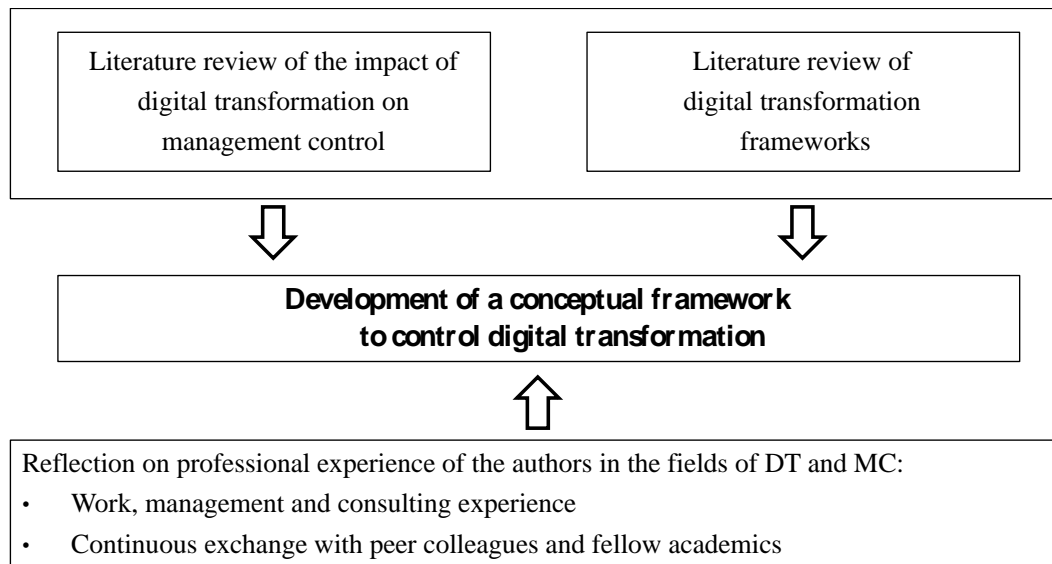 Literature review of the impact of
digital transformation on
management control
Literature review of
digital transformation
frameworks
Development of a conceptual framework
to control digital transformation
Reflection on professional experience of the authors in the fields of DT and MC:
• Work, management and consulting experience
• Continuous exchange with peer colleagues and fellow academics